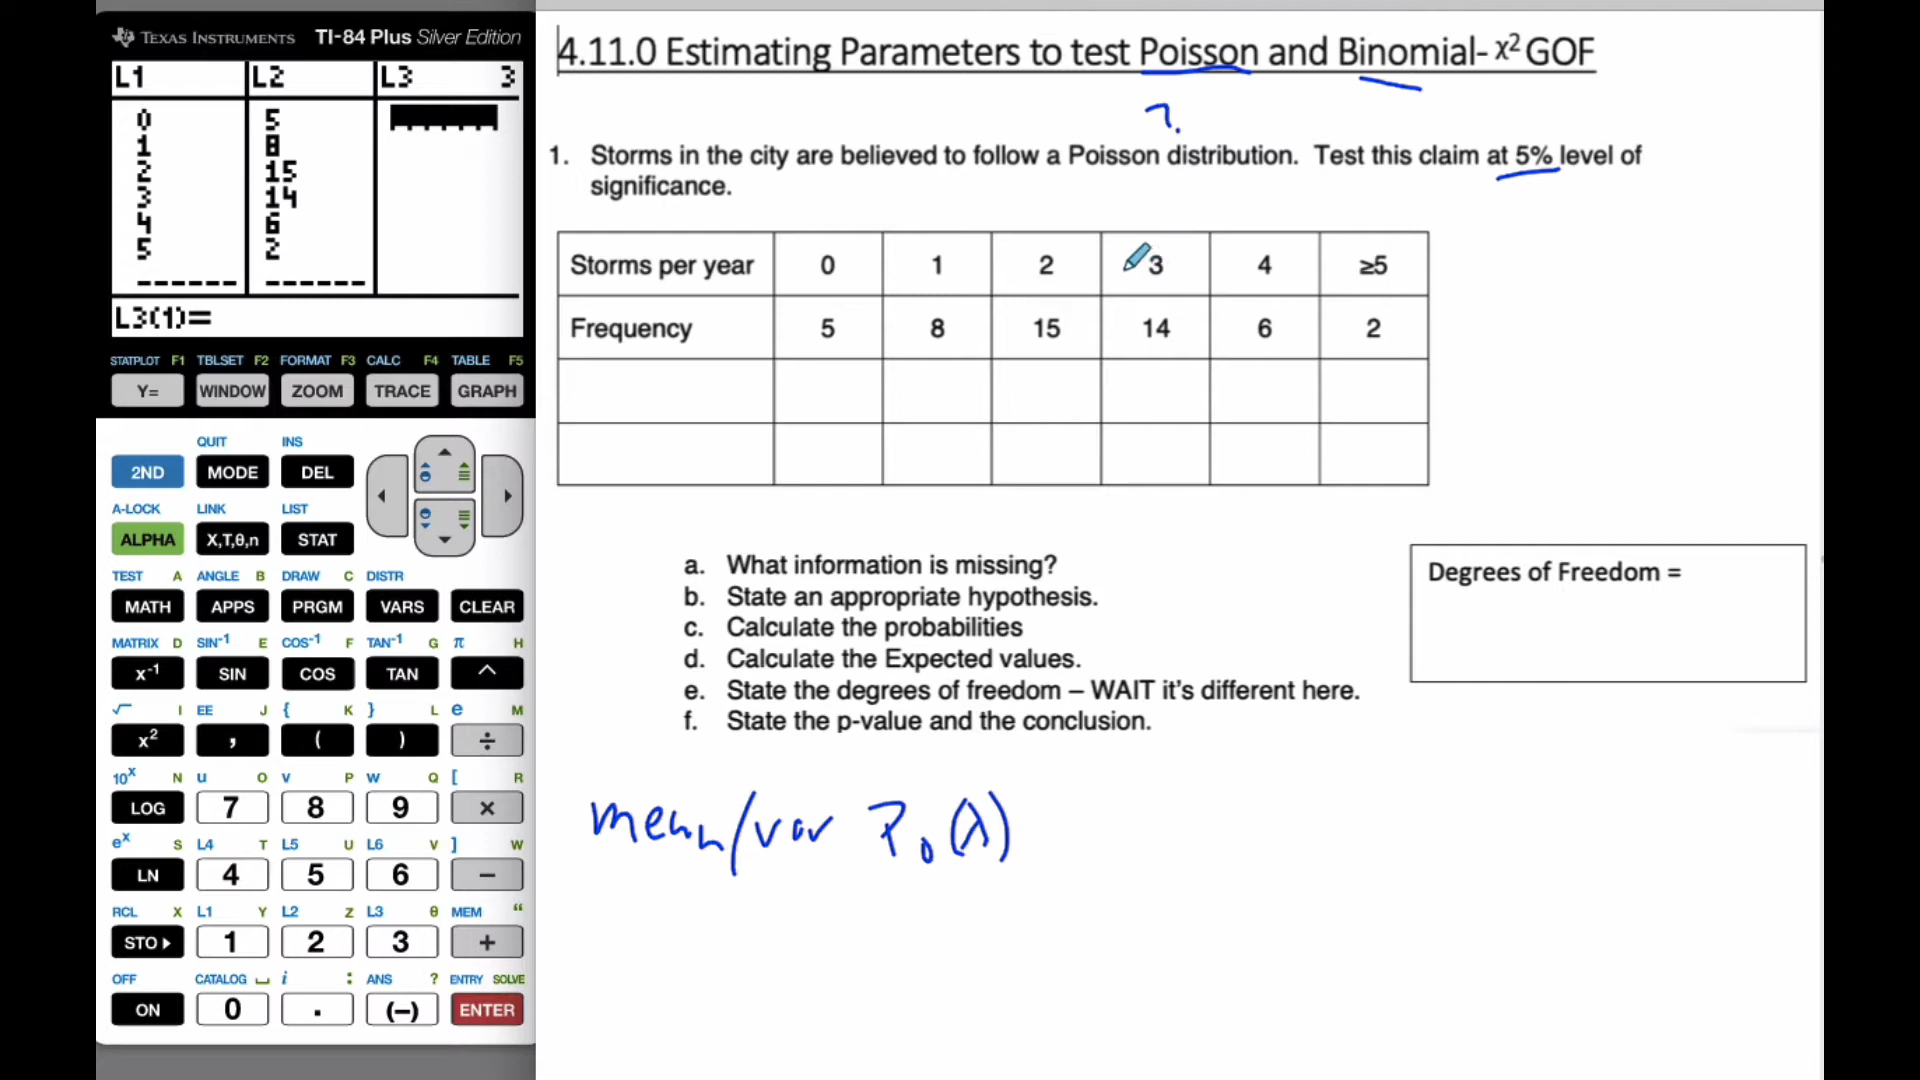 TEXAS INSTRUMENTS TI-84 Plus Silver Edition
L1 L2 L3 3
0 5
1 8
2 15
3 14
4 6
5 2
L3(1)=
STATPLOT F1 TBLSET F2 FORMAT F3 CALC F4 TABLE F5
Y= WINDOW ZOOM TRACE GRAPH
QUIT INS
2ND MODE DEL
A-LOCK LINK LIST
ALPHA X,T,θ,n STAT
TEST A ANGLE B DRAW C DISTR
MATH APPS PRGM VARS CLEAR
MATRIX D SIN⁻¹ E COS⁻¹ F TAN⁻¹ G π H
x⁻¹ SIN COS TAN ^
√ I EE J { K } L e M
x² , ( ) ÷
10ˣ N u O v P w Q [ R
LOG 7 8 9 ×
eˣ S L4 T L5 U L6 V ] W
LN 4 5 6 −
RCL X L1 Y L2 Z L3 θ MEM “
STO▸ 1 2 3 +
OFF CATALOG ⌴ i : ANS ? ENTRY SOLVE
ON 0 . (−) ENTER
4.11.0 Estimating Parameters to test Poisson and Binomial- χ² GOF
?
1. Storms in the city are believed to follow a Poisson distribution. Test this claim at 5% level of
significance.
Storms per year 0 1 2 3 4 ≥5
Frequency 5 8 15 14 6 2
a. What information is missing?
b. State an appropriate hypothesis.
c. Calculate the probabilities
d. Calculate the Expected values.
e. State the degrees of freedom – WAIT it's different here.
f. State the p-value and the conclusion.
Degrees of Freedom =
mean/var Po(λ)